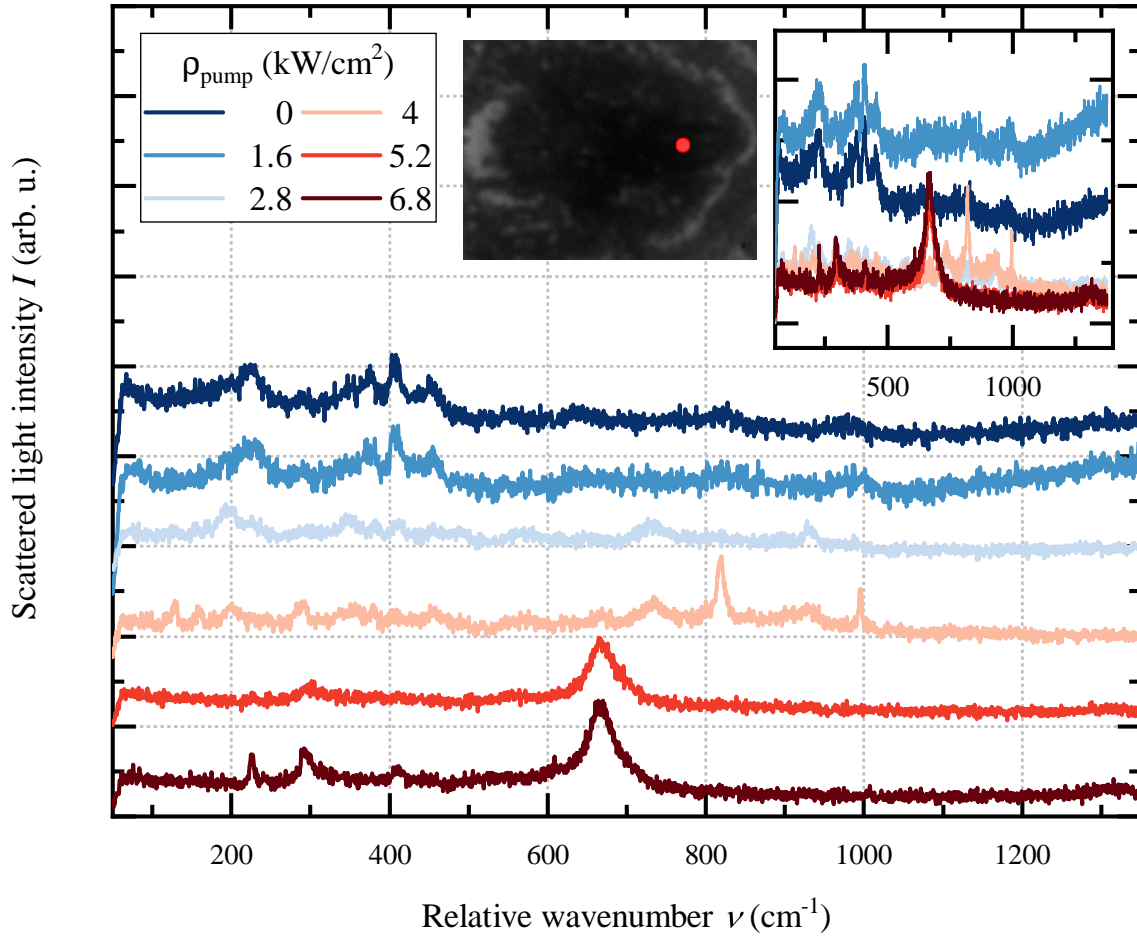 ρpump (kW/cm2)
0 4
1.6 5.2
2.8 6.8
500 1000
Scattered light intensity I (arb. u.)
200 400 600 800 1000 1200
Relative wavenumber ν (cm-1)